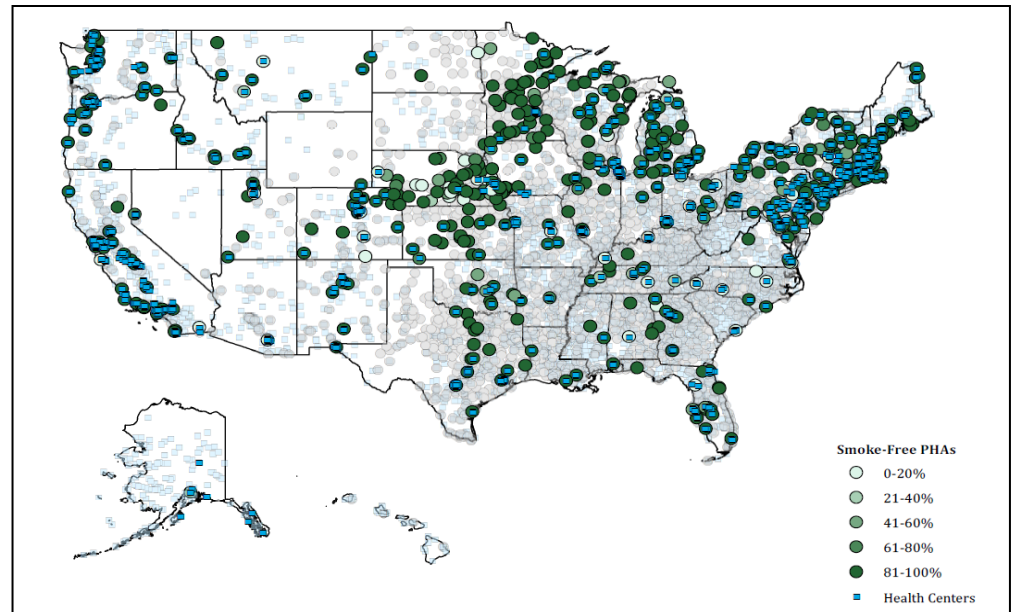 Smoke-Free PHAs
0-20%
21-40%
41-60%
61-80%
81-100%
Health Centers